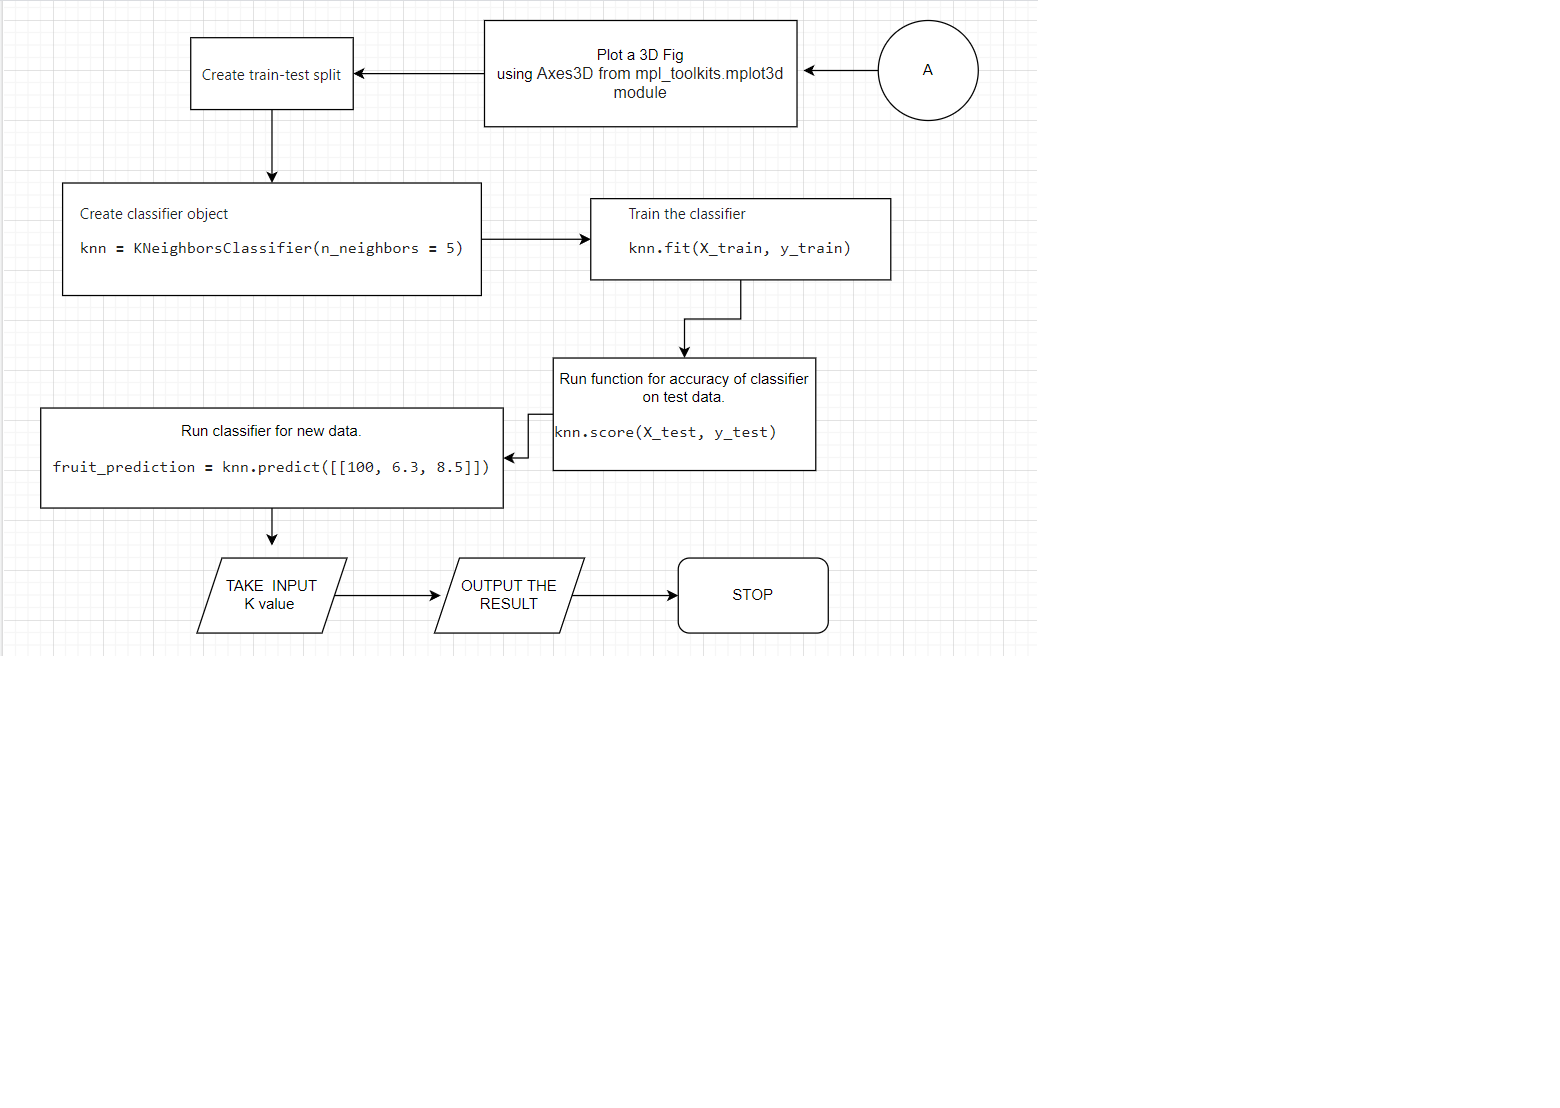 A
Plot a 3D Fig
using Axes3D from mpl_toolkits.mplot3d
module
Create train-test split
Create classifier object
knn = KNeighborsClassifier(n_neighbors = 5)
Train the classifier
knn.fit(X_train, y_train)
Run function for accuracy of classifier
on test data.
knn.score(X_test, y_test)
Run classifier for new data.
fruit_prediction = knn.predict([[100, 6.3, 8.5]])
TAKE  INPUT
K value
OUTPUT THE
RESULT
STOP